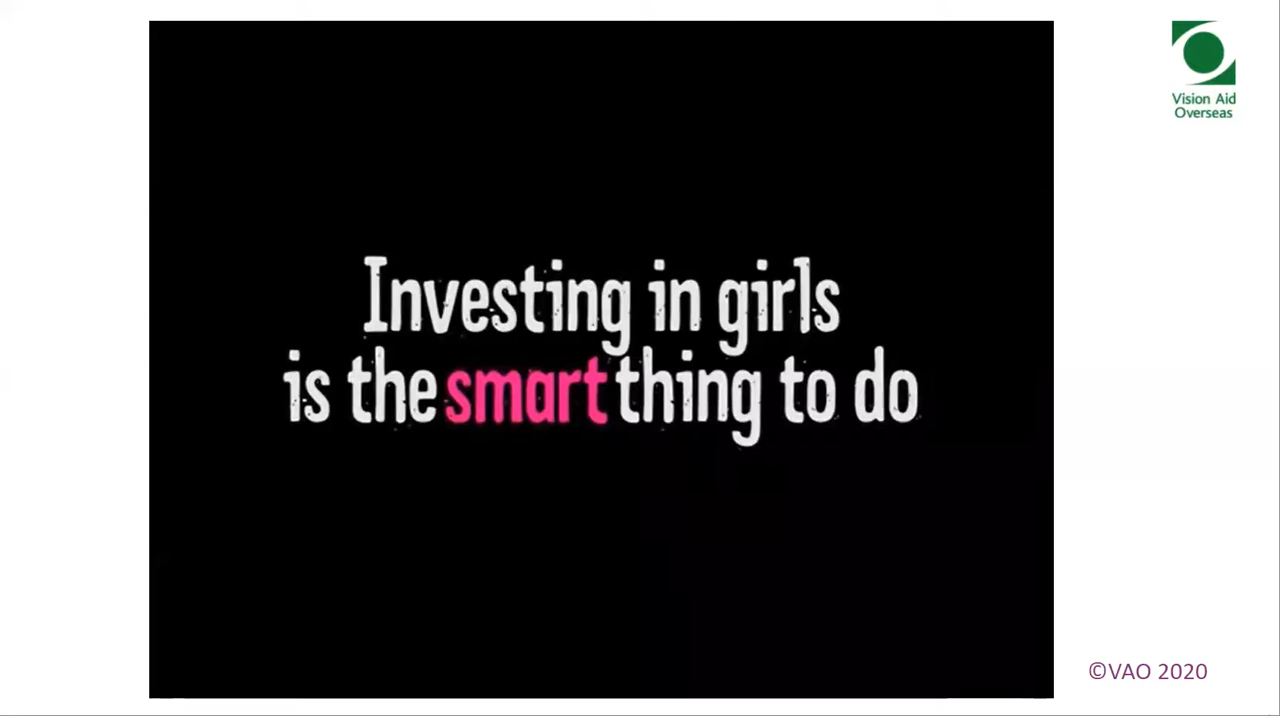 Vision Aid
Overseas
Investing in girls
is the smart thing to do
©VAO 2020